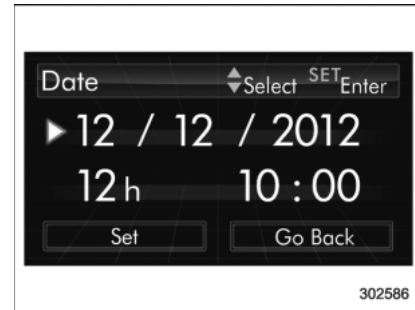 Date Select SET Enter
12 / 12 / 2012
12h 10 : 00
Set Go Back
302586